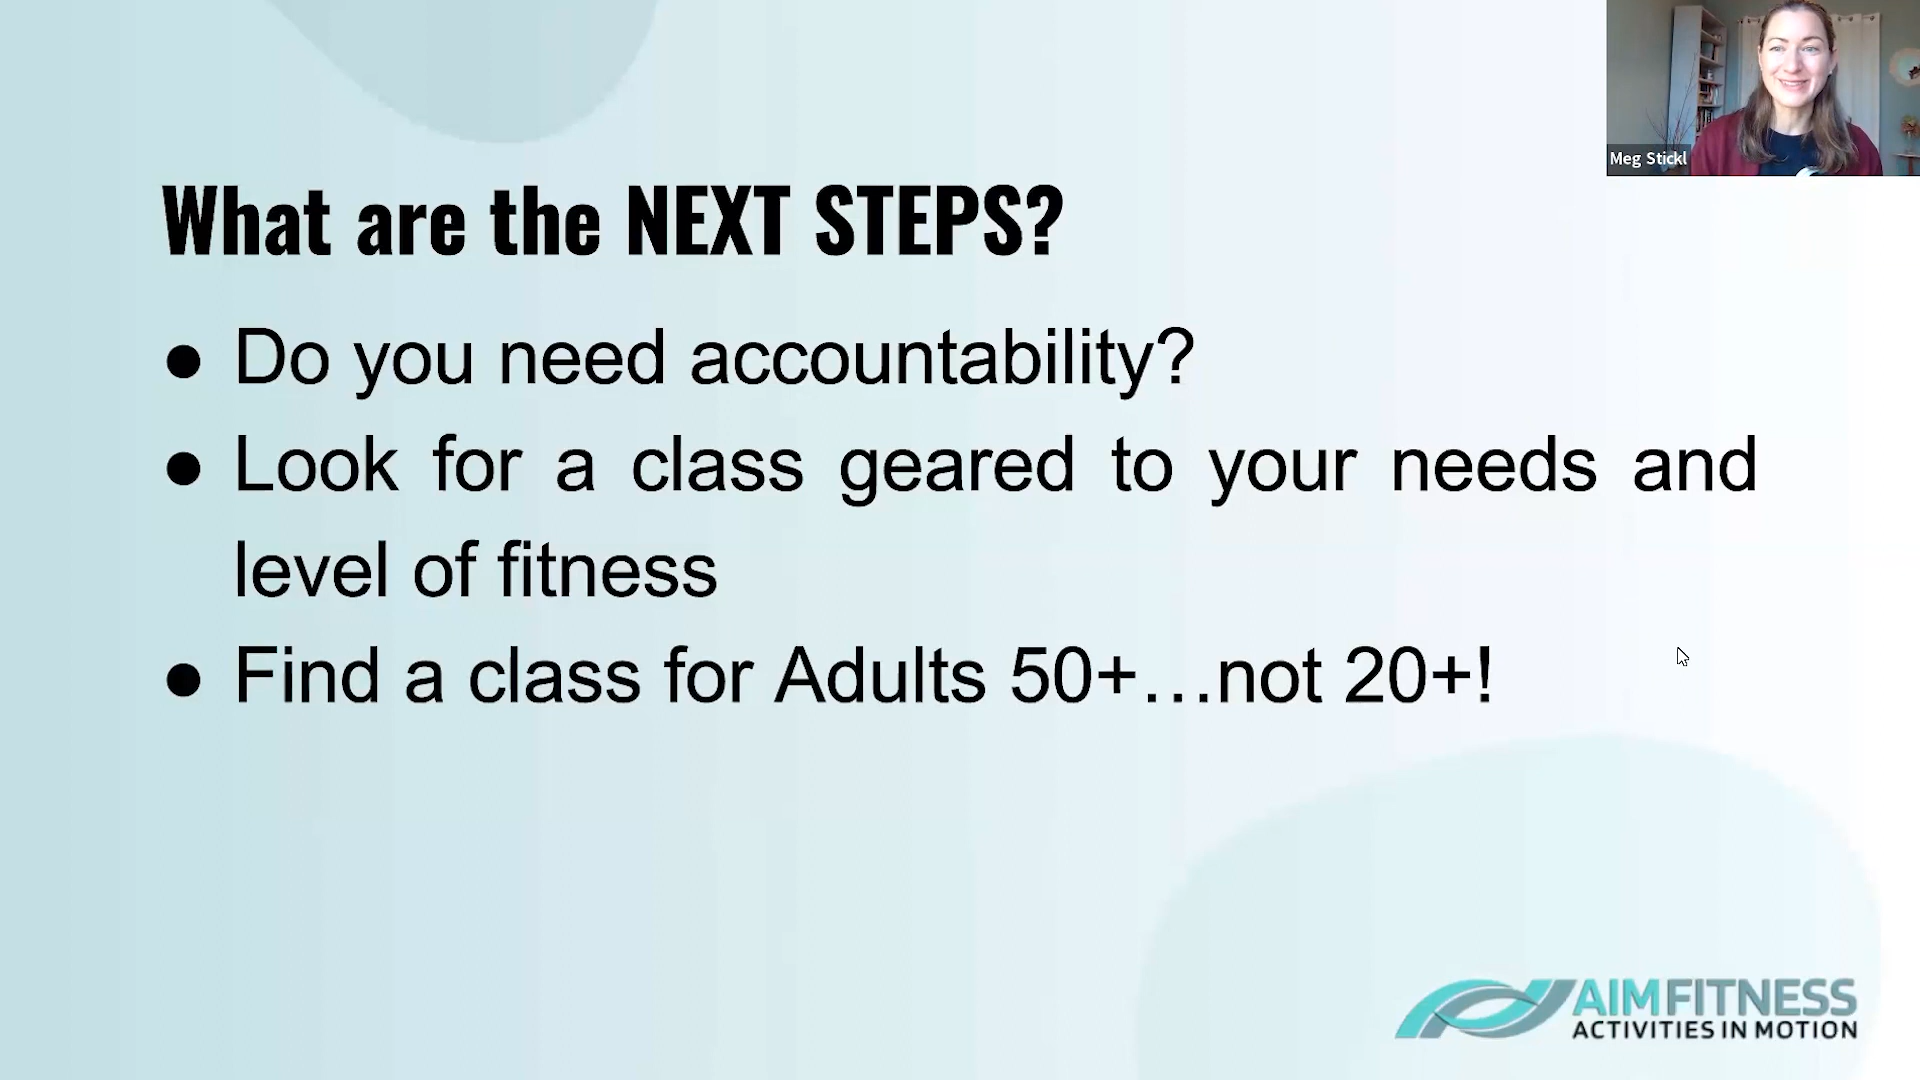 Meg Stickl
What are the NEXT STEPS?
● Do you need accountability?
● Look for a class geared to your needs and
level of fitness
● Find a class for Adults 50+…not 20+!
AIMFITNESS
ACTIVITIES IN MOTION